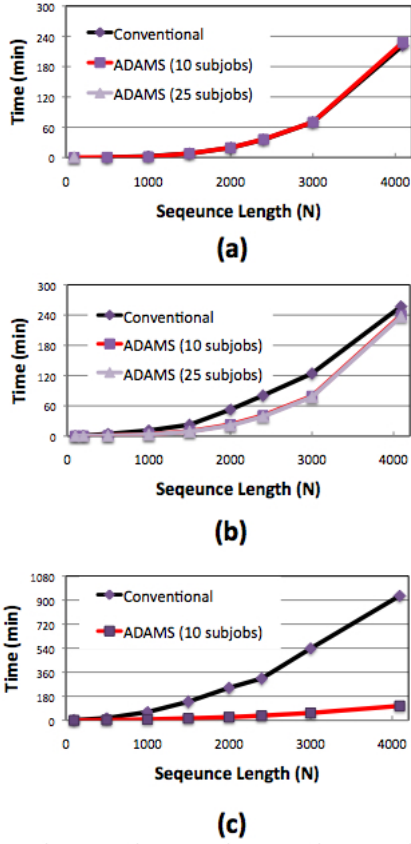 300
Conventional
240
ADAMS (10 subjobs)
180
ADAMS (25 subjobs)
120
60
0
Time (min)
0 1000 2000 3000 4000
Seqeunce Length (N)
(a)
300
Conventional
240
ADAMS (10 subjobs)
180
ADAMS (25 subjobs)
120
60
0
Time (min)
0 1000 2000 3000 4000
Seqeunce Length (N)
(b)
1080
Conventional
900
720
ADAMS (10 subjobs)
540
360
180
0
Time (min)
0 1000 2000 3000 4000
Seqeunce Length (N)
(c)